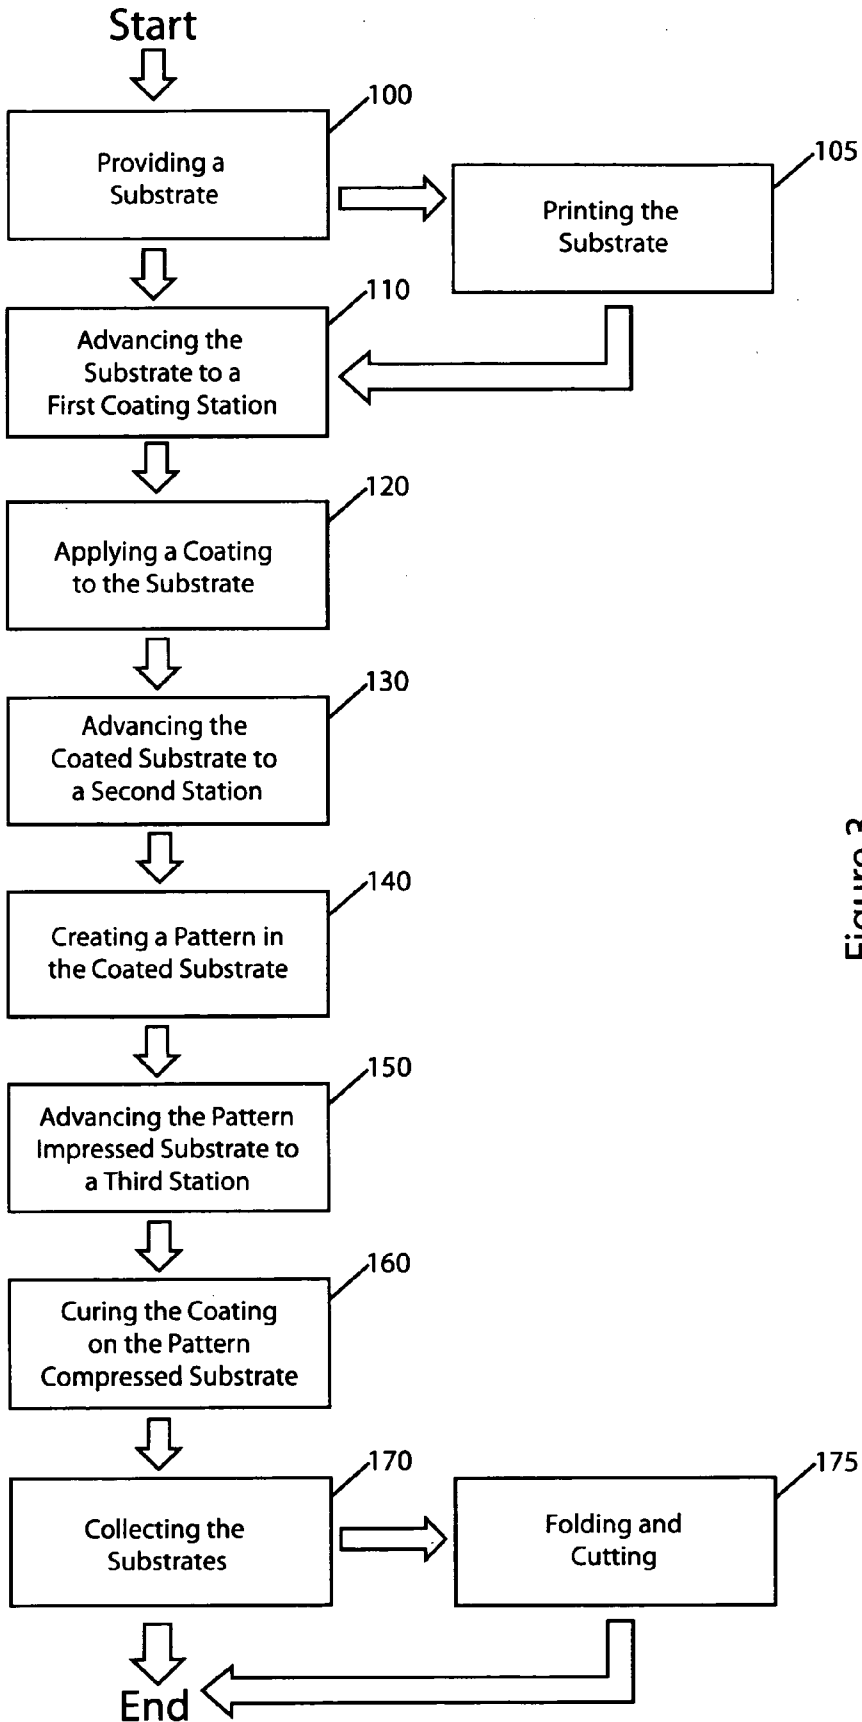 Start
100
Providing a
Substrate
105
Printing the
Substrate
110
Advancing the
Substrate to a
First Coating Station
120
Applying a Coating
to the Substrate
130
Advancing the
Coated Substrate to
a Second Station
140
Creating a Pattern in
the Coated Substrate
150
Advancing the Pattern
Impressed Substrate to
a Third Station
160
Curing the Coating
on the Pattern
Compressed Substrate
170
Collecting the
Substrates
175
Folding and
Cutting
End
Figure 3